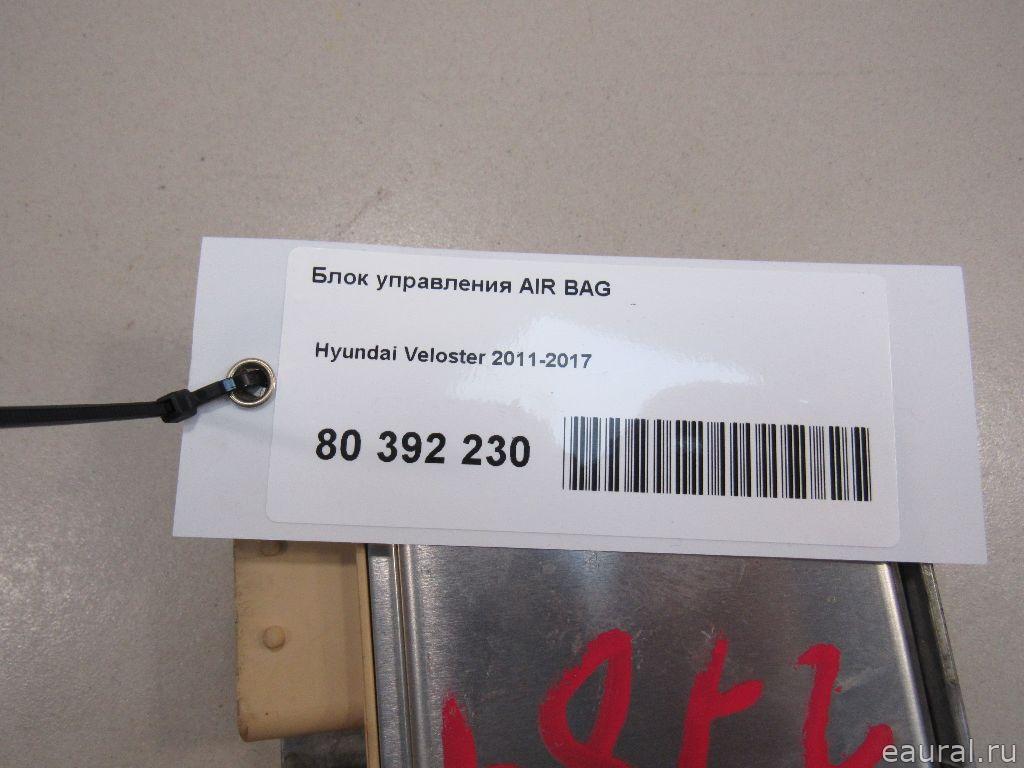 Блок управления AIR BAG
Hyundai Veloster 2011-2017
80 392 230
eaural.ru